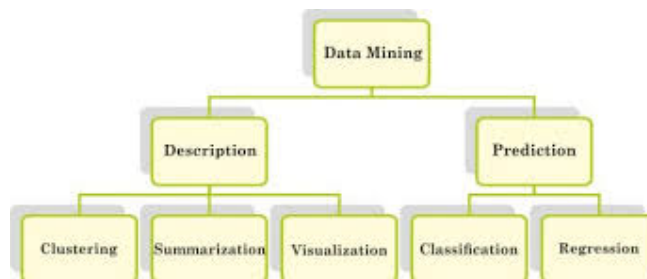 Data Mining
Description
Prediction
Clustering
Summarization
Visualization
Classification
Regression